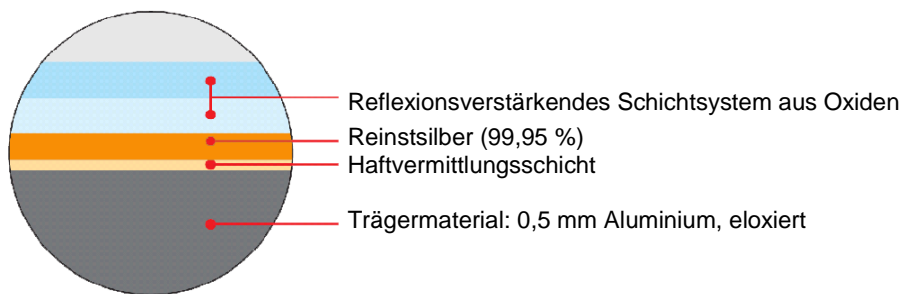 Reflexionsverstärkendes Schichtsystem aus Oxiden
Reinstsilber (99,95 %)
Haftvermittlungsschicht
Trägermaterial: 0,5 mm Aluminium, eloxiert